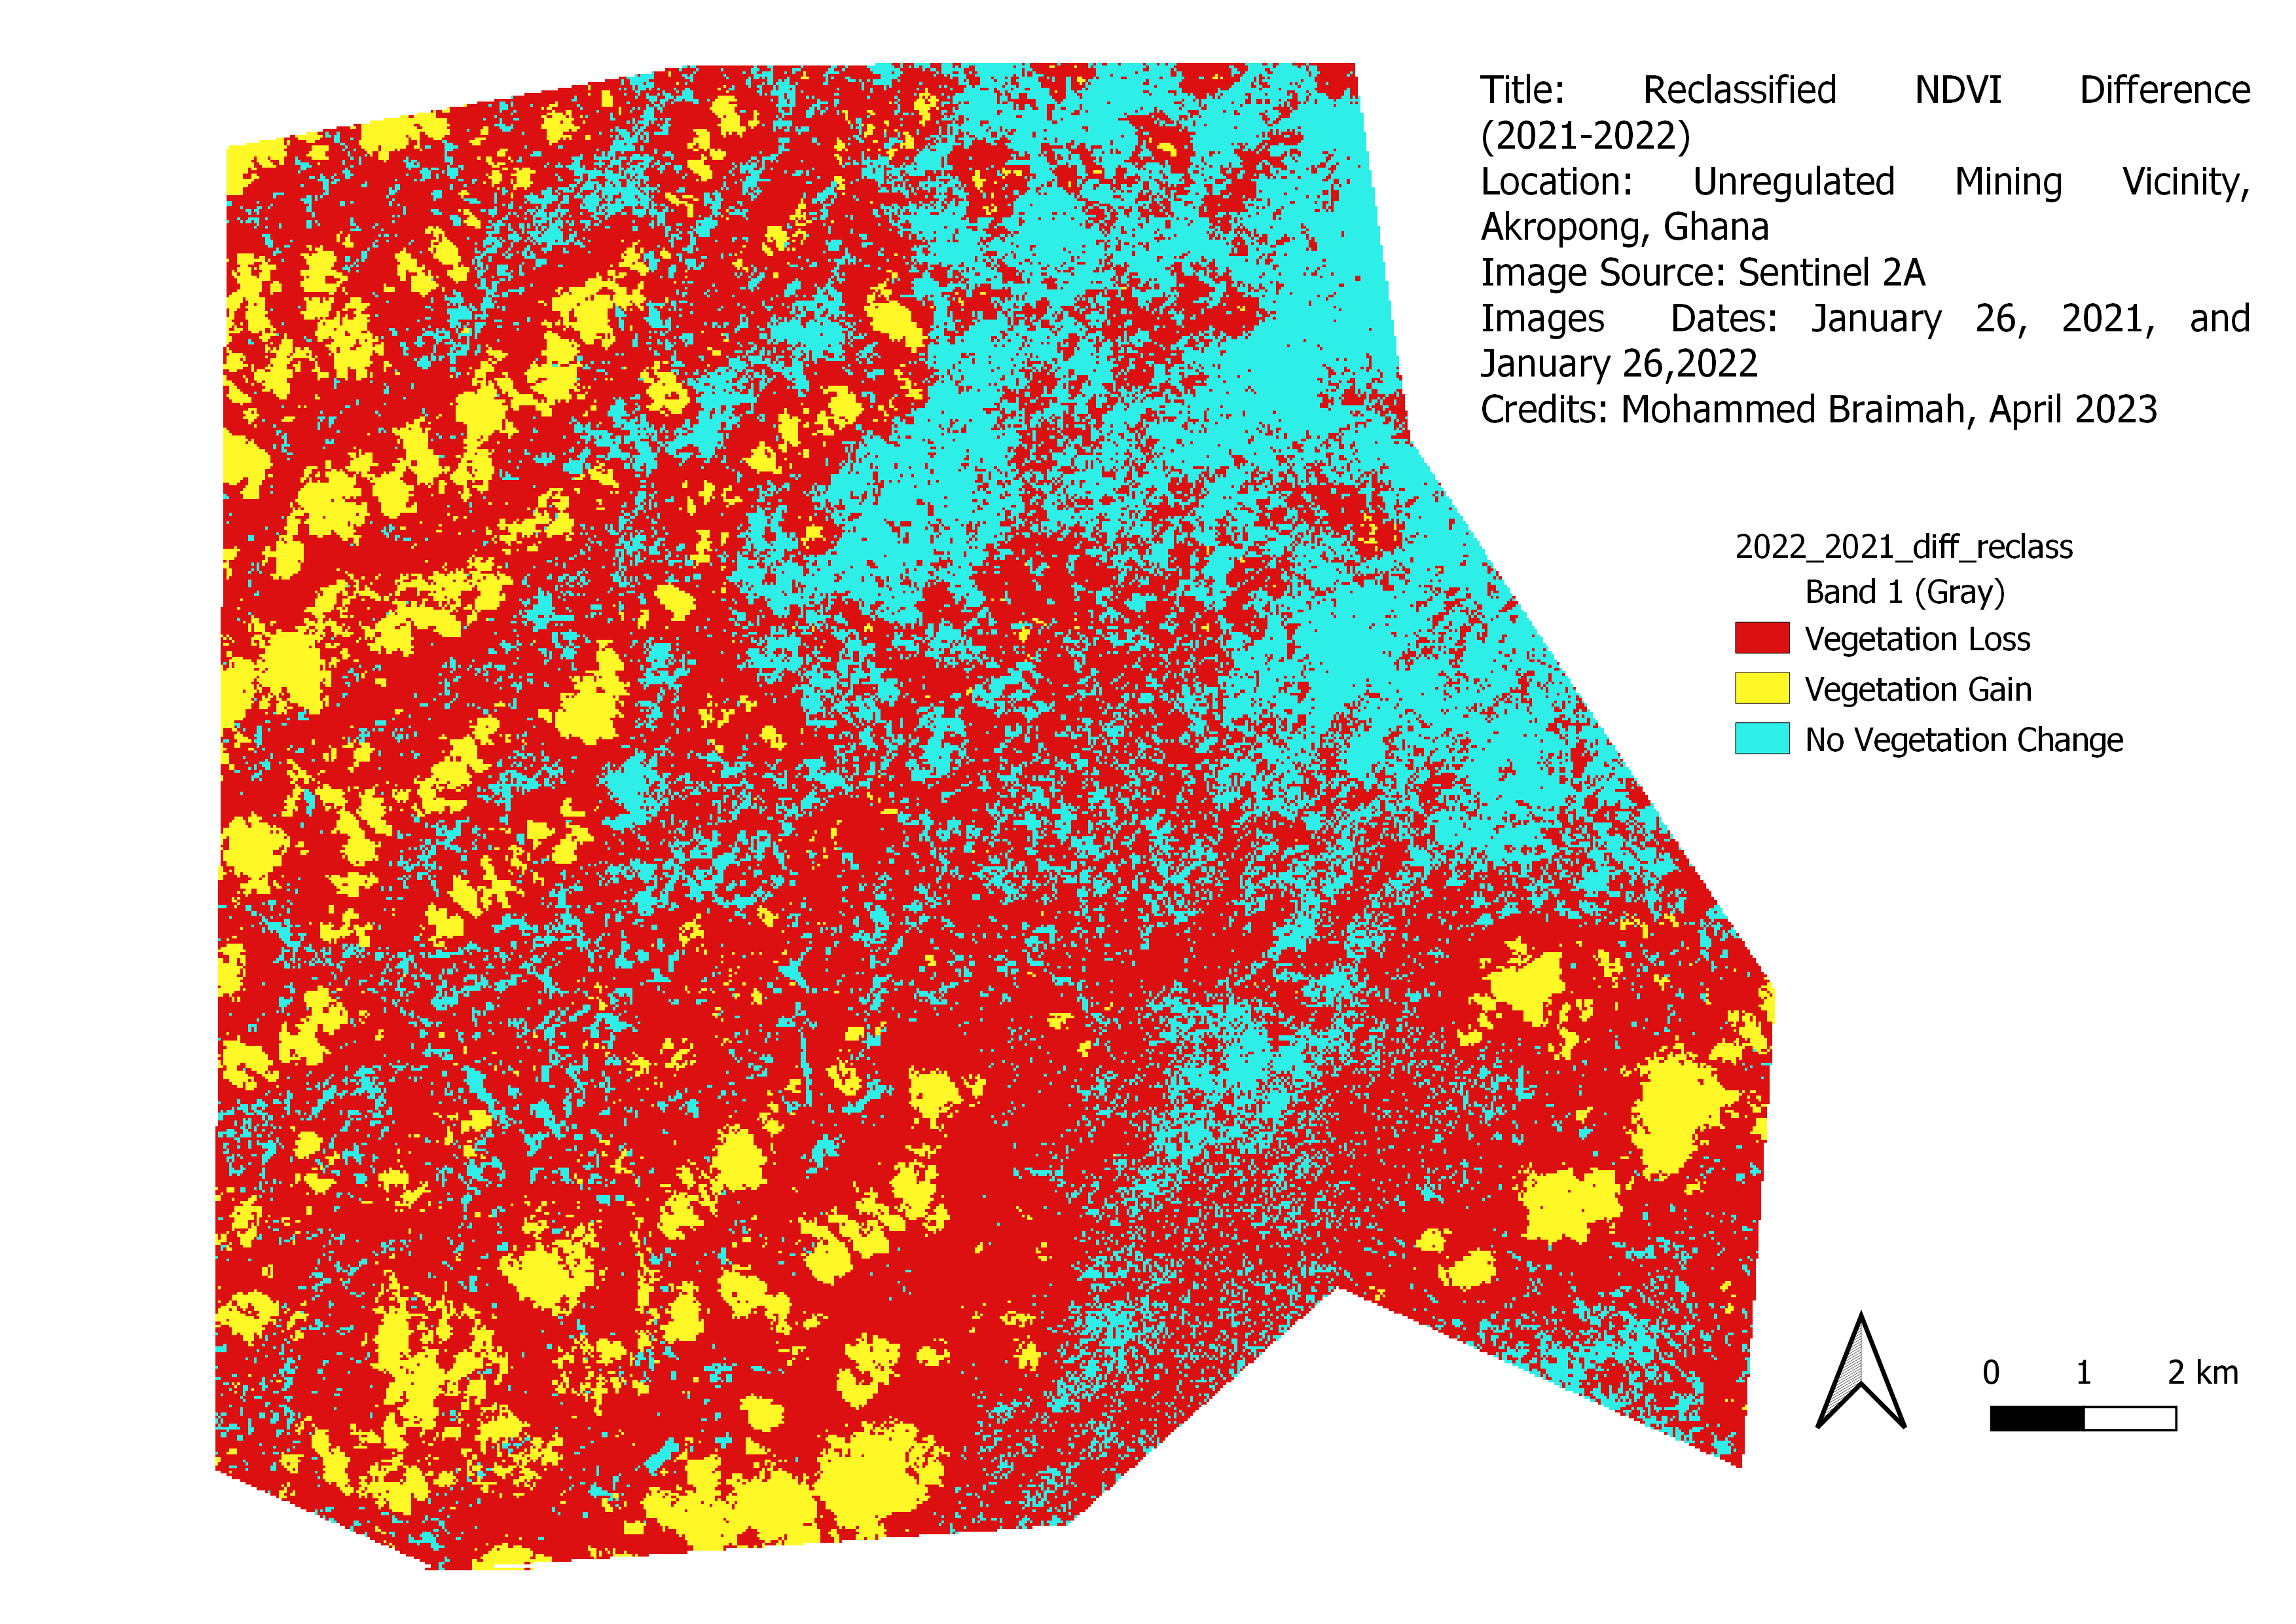 Title: Reclassified NDVI Difference
(2021-2022)
Location: Unregulated Mining Vicinity,
Akropong, Ghana
Image Source: Sentinel 2A
Images Dates: January 26, 2021, and
January 26,2022
Credits: Mohammed Braimah, April 2023
2022_2021_diff_reclass
Band 1 (Gray)
Vegetation Loss
Vegetation Gain
No Vegetation Change
0 1 2 km